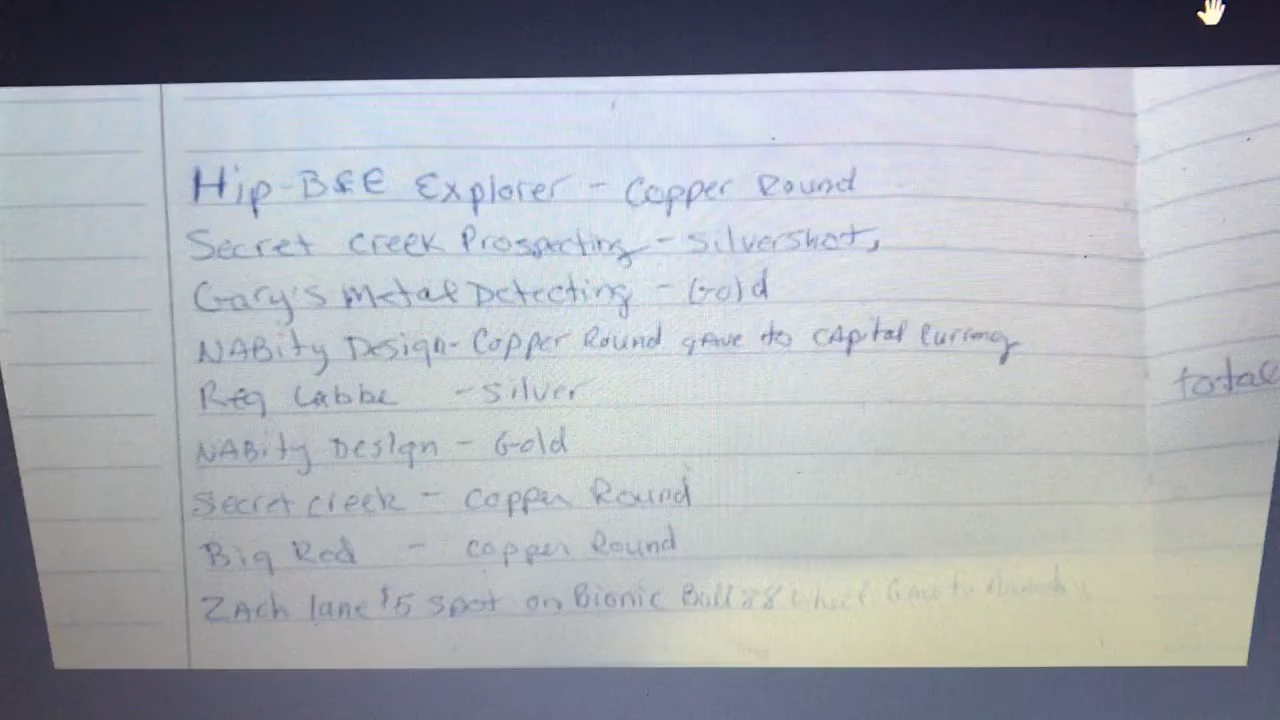 Hip-B&E Explorer - Copper Round
Secret Creek Prospecting - Silvershot,
Gary's Metal Detecting - Gold
NABity Design - Copper Round gave to CApital Currency
total
Reg Labbe - Silver
NABity Design - Gold
Secret Creek - Copper Round
Big Red - Copper Round
ZAch lane $5 spot on Bionic Bull 88